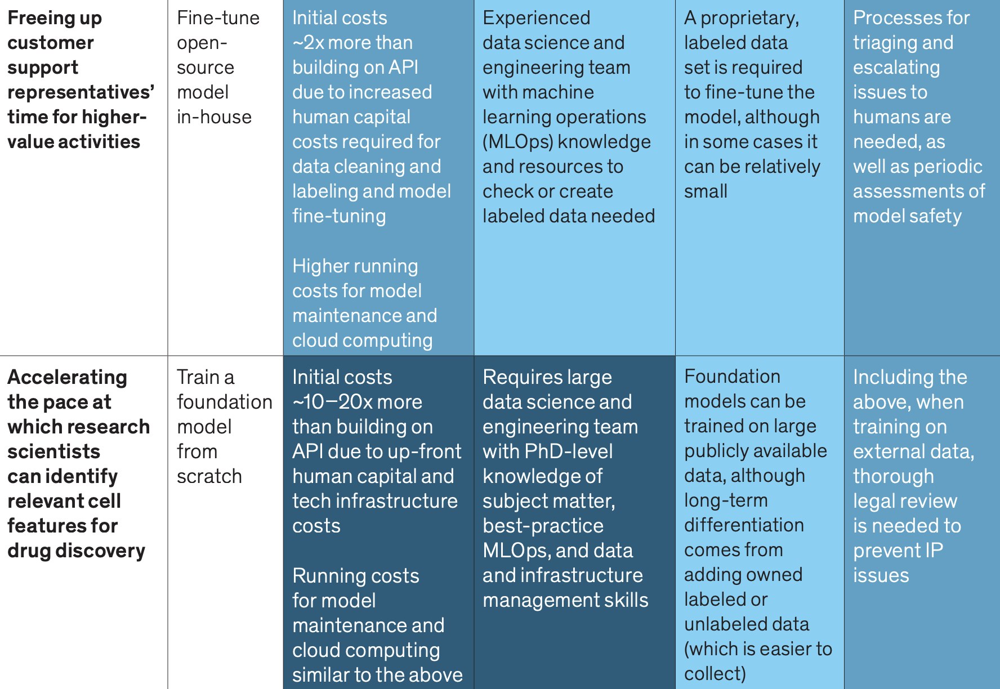 Freeing up
customer
support
representatives’
time for higher-
value activities
Fine-tune
open-
source
model
in-house
Initial costs
~2x more than
building on API
due to increased
human capital
costs required for
data cleaning and
labeling and model
fine-tuning
Higher running
costs for model
maintenance and
cloud computing
Experienced
data science and
engineering team
with machine
learning operations
(MLOps) knowledge
and resources to
check or create
labeled data needed
A proprietary,
labeled data
set is required
to fine-tune the
model, although
in some cases it
can be relatively
small
Processes for
triaging and
escalating
issues to
humans are
needed, as
well as periodic
assessments of
model safety
Accelerating
the pace at
which research
scientists
can identify
relevant cell
features for
drug discovery
Train a
foundation
model
from
scratch
Initial costs
~10–20x more
than building on
API due to up-front
human capital and
tech infrastructure
costs
Running costs
for model
maintenance and
cloud computing
similar to the above
Requires large
data science and
engineering team
with PhD-level
knowledge of
subject matter,
best-practice
MLOps, and data
and infrastructure
management skills
Foundation
models can be
trained on large
publicly available
data, although
long-term
differentiation
comes from
adding owned
labeled or
unlabeled data
(which is easier to
collect)
Including the
above, when
training on
external data,
thorough
legal review
is needed to
prevent IP
issues